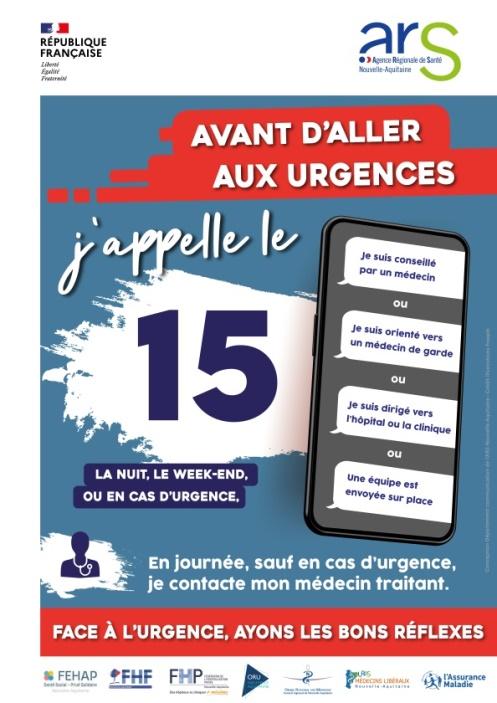 RÉPUBLIQUE
FRANÇAISE
Liberté
Égalité
Fraternité
ars
Agence Régionale de Santé
Nouvelle-Aquitaine
AVANT D'ALLER
AUX URGENCES
j'appelle le
15
Je suis conseillé
par un médecin
ou
Je suis orienté vers
un médecin de garde
ou
Je suis dirigé vers
l'hôpital ou la clinique
ou
Une équipe est
envoyée sur place
LA NUIT, LE WEEK-END,
OU EN CAS D'URGENCE,
En journée, sauf en cas d'urgence,
je contacte mon médecin traitant.
FACE À L'URGENCE, AYONS LES BONS RÉFLEXES
FEHAP
FHF
FHP
ORU
MÉDECINS LIBÉRAUX
Nouvelle-Aquitaine
l'Assurance
Maladie